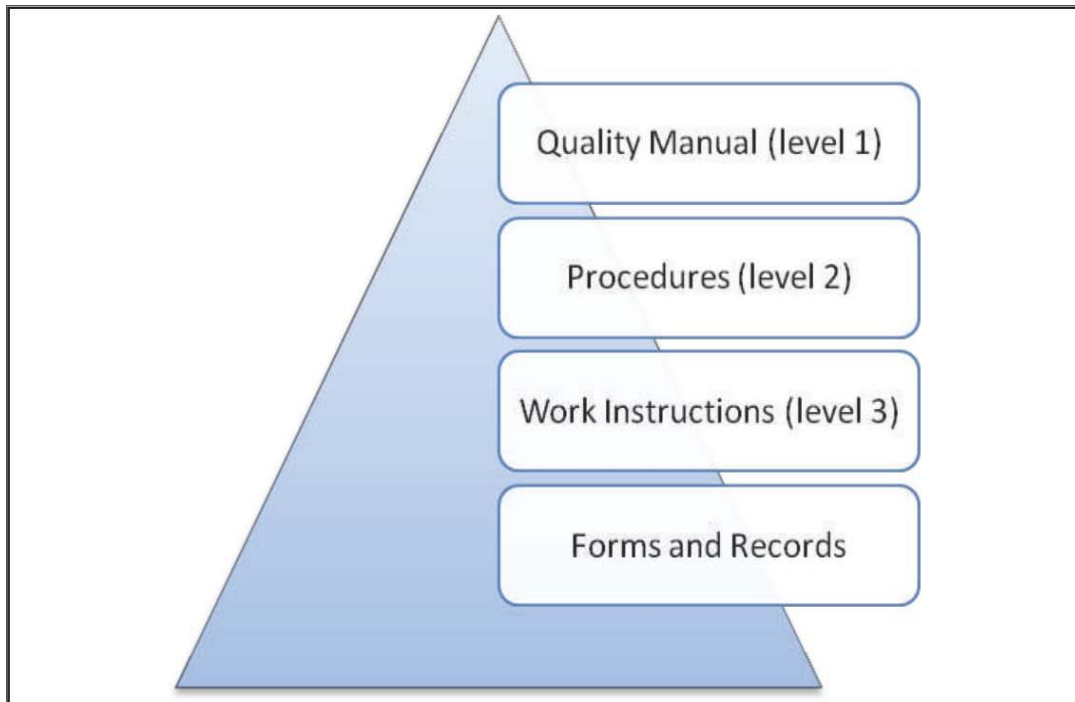 Quality Manual (level 1)
Procedures (level 2)
Work Instructions (level 3)
Forms and Records